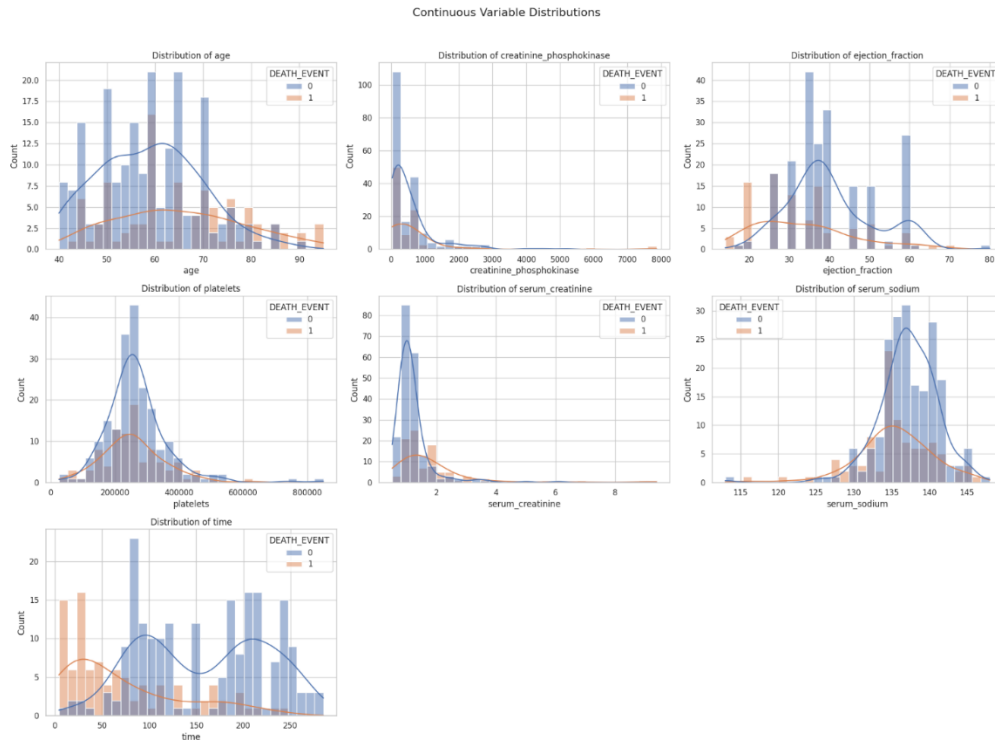 Continuous Variable Distributions
Distribution of age
DEATH_EVENT
0
1
20.0
17.5
15.0
12.5
10.0
7.5
5.0
2.5
0.0
Count
40 50 60 70 80 90
age
Distribution of creatinine_phosphokinase
DEATH_EVENT
0
1
100
80
60
40
20
0
Count
0 1000 2000 3000 4000 5000 6000 7000 8000
creatinine_phosphokinase
Distribution of ejection_fraction
DEATH_EVENT
0
1
40
35
30
25
20
15
10
5
0
Count
20 30 40 50 60 70 80
ejection_fraction
Distribution of platelets
DEATH_EVENT
0
1
40
30
20
10
0
Count
0 200000 400000 600000 800000
platelets
Distribution of serum_creatinine
DEATH_EVENT
0
1
80
70
60
50
40
30
20
10
0
Count
2 4 6 8
serum_creatinine
Distribution of serum_sodium
DEATH_EVENT
0
1
30
25
20
15
10
5
0
Count
115 120 125 130 135 140 145
serum_sodium
Distribution of time
DEATH_EVENT
0
1
20
15
10
5
0
Count
0 50 100 150 200 250
time